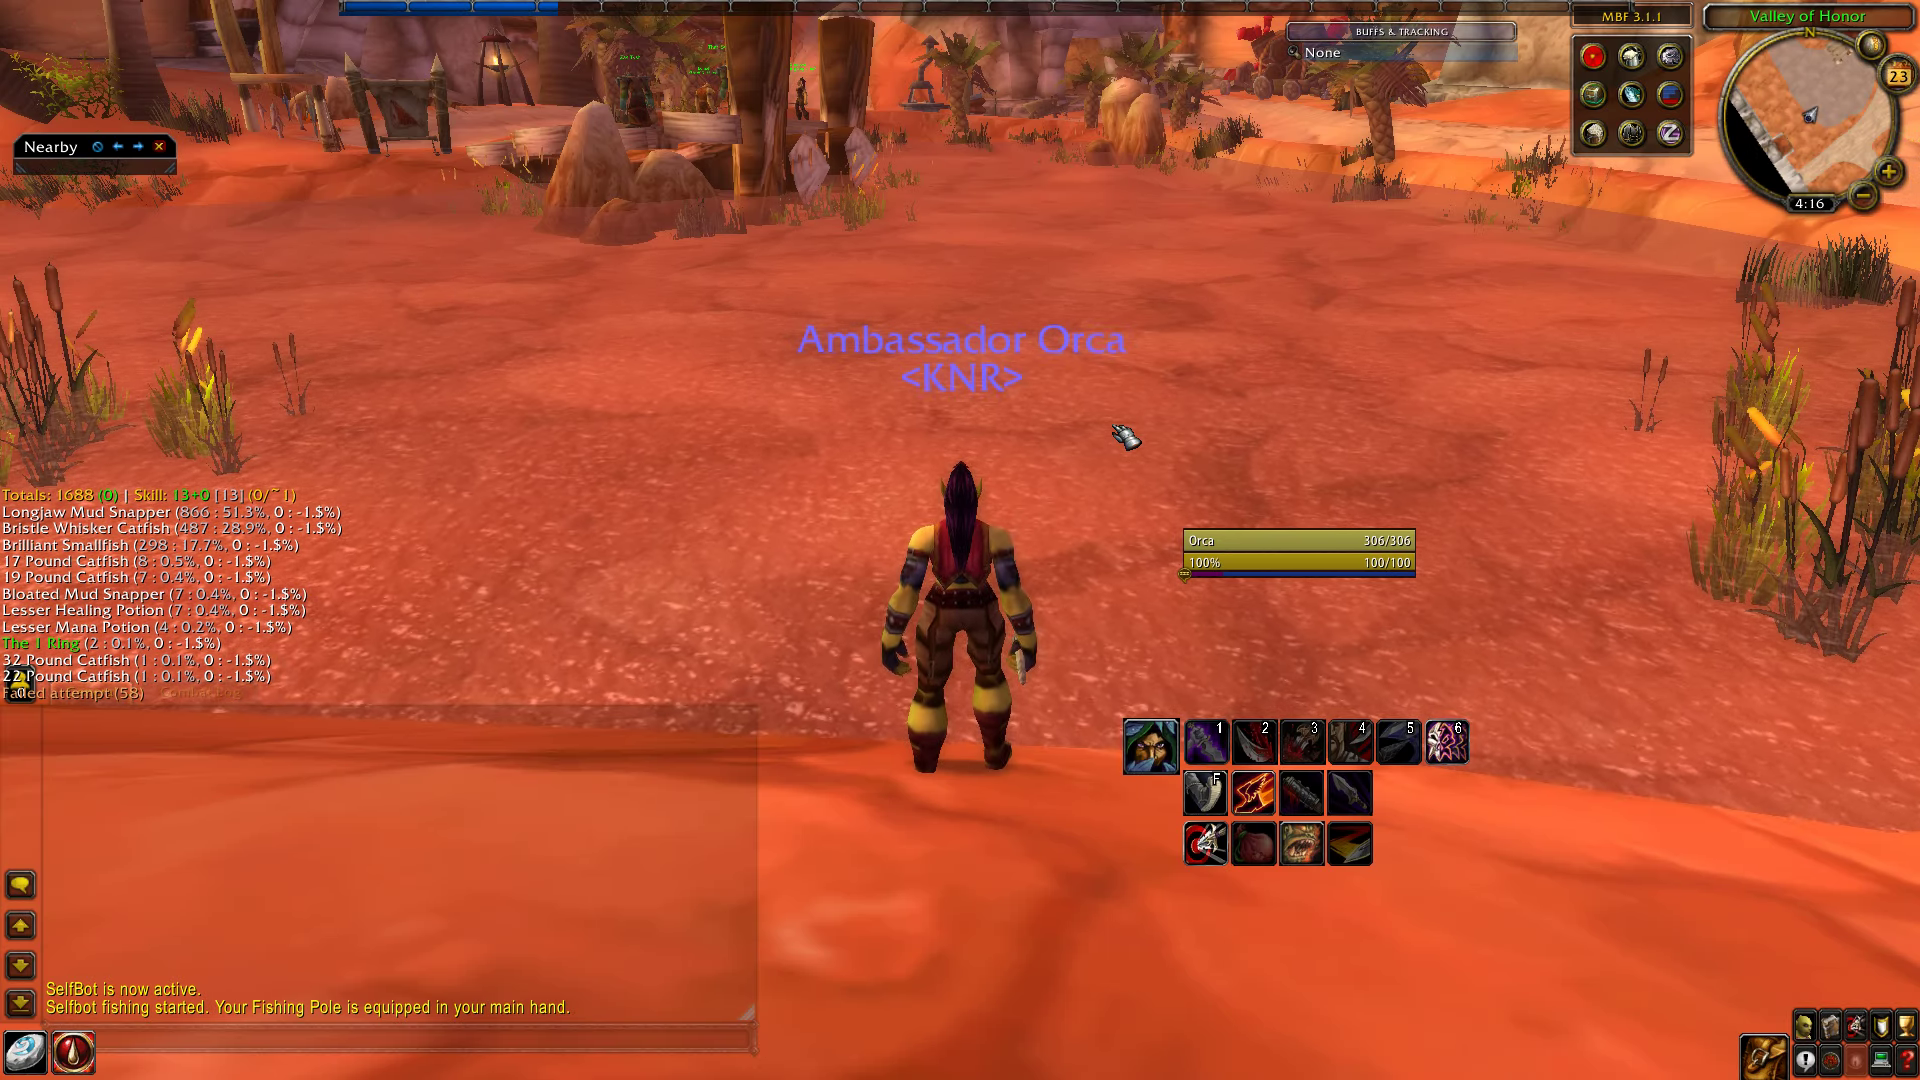 MBF 3.1.1
Valley of Honor
BUFFS & TRACKING
None
N
23
Nearby
4:16
Ambassador Orca
<KNR>
Totals: 1688 (0) | Skill: 13+0 [13] (0/~1)
Longjaw Mud Snapper (866 : 51.3%, 0 : -1.$%)
Bristle Whisker Catfish (487 : 28.9%, 0 : -1.$%)
Brilliant Smallfish (298 : 17.7%, 0 : -1.$%)
17 Pound Catfish (8 : 0.5%, 0 : -1.$%)
19 Pound Catfish (7 : 0.4%, 0 : -1.$%)
Bloated Mud Snapper (7 : 0.4%, 0 : -1.$%)
Lesser Healing Potion (7 : 0.4%, 0 : -1.$%)
Lesser Mana Potion (4 : 0.2%, 0 : -1.$%)
The 1 Ring (2 : 0.1%, 0 : -1.$%)
32 Pound Catfish (1 : 0.1%, 0 : -1.$%)
22 Pound Catfish (1 : 0.1%, 0 : -1.$%)
Failed attempt (58)
0
Orca 306/306
100% 100/100
1 2 3 4 5 6
F
SelfBot is now active.
Selfbot fishing started. Your Fishing Pole is equipped in your main hand.